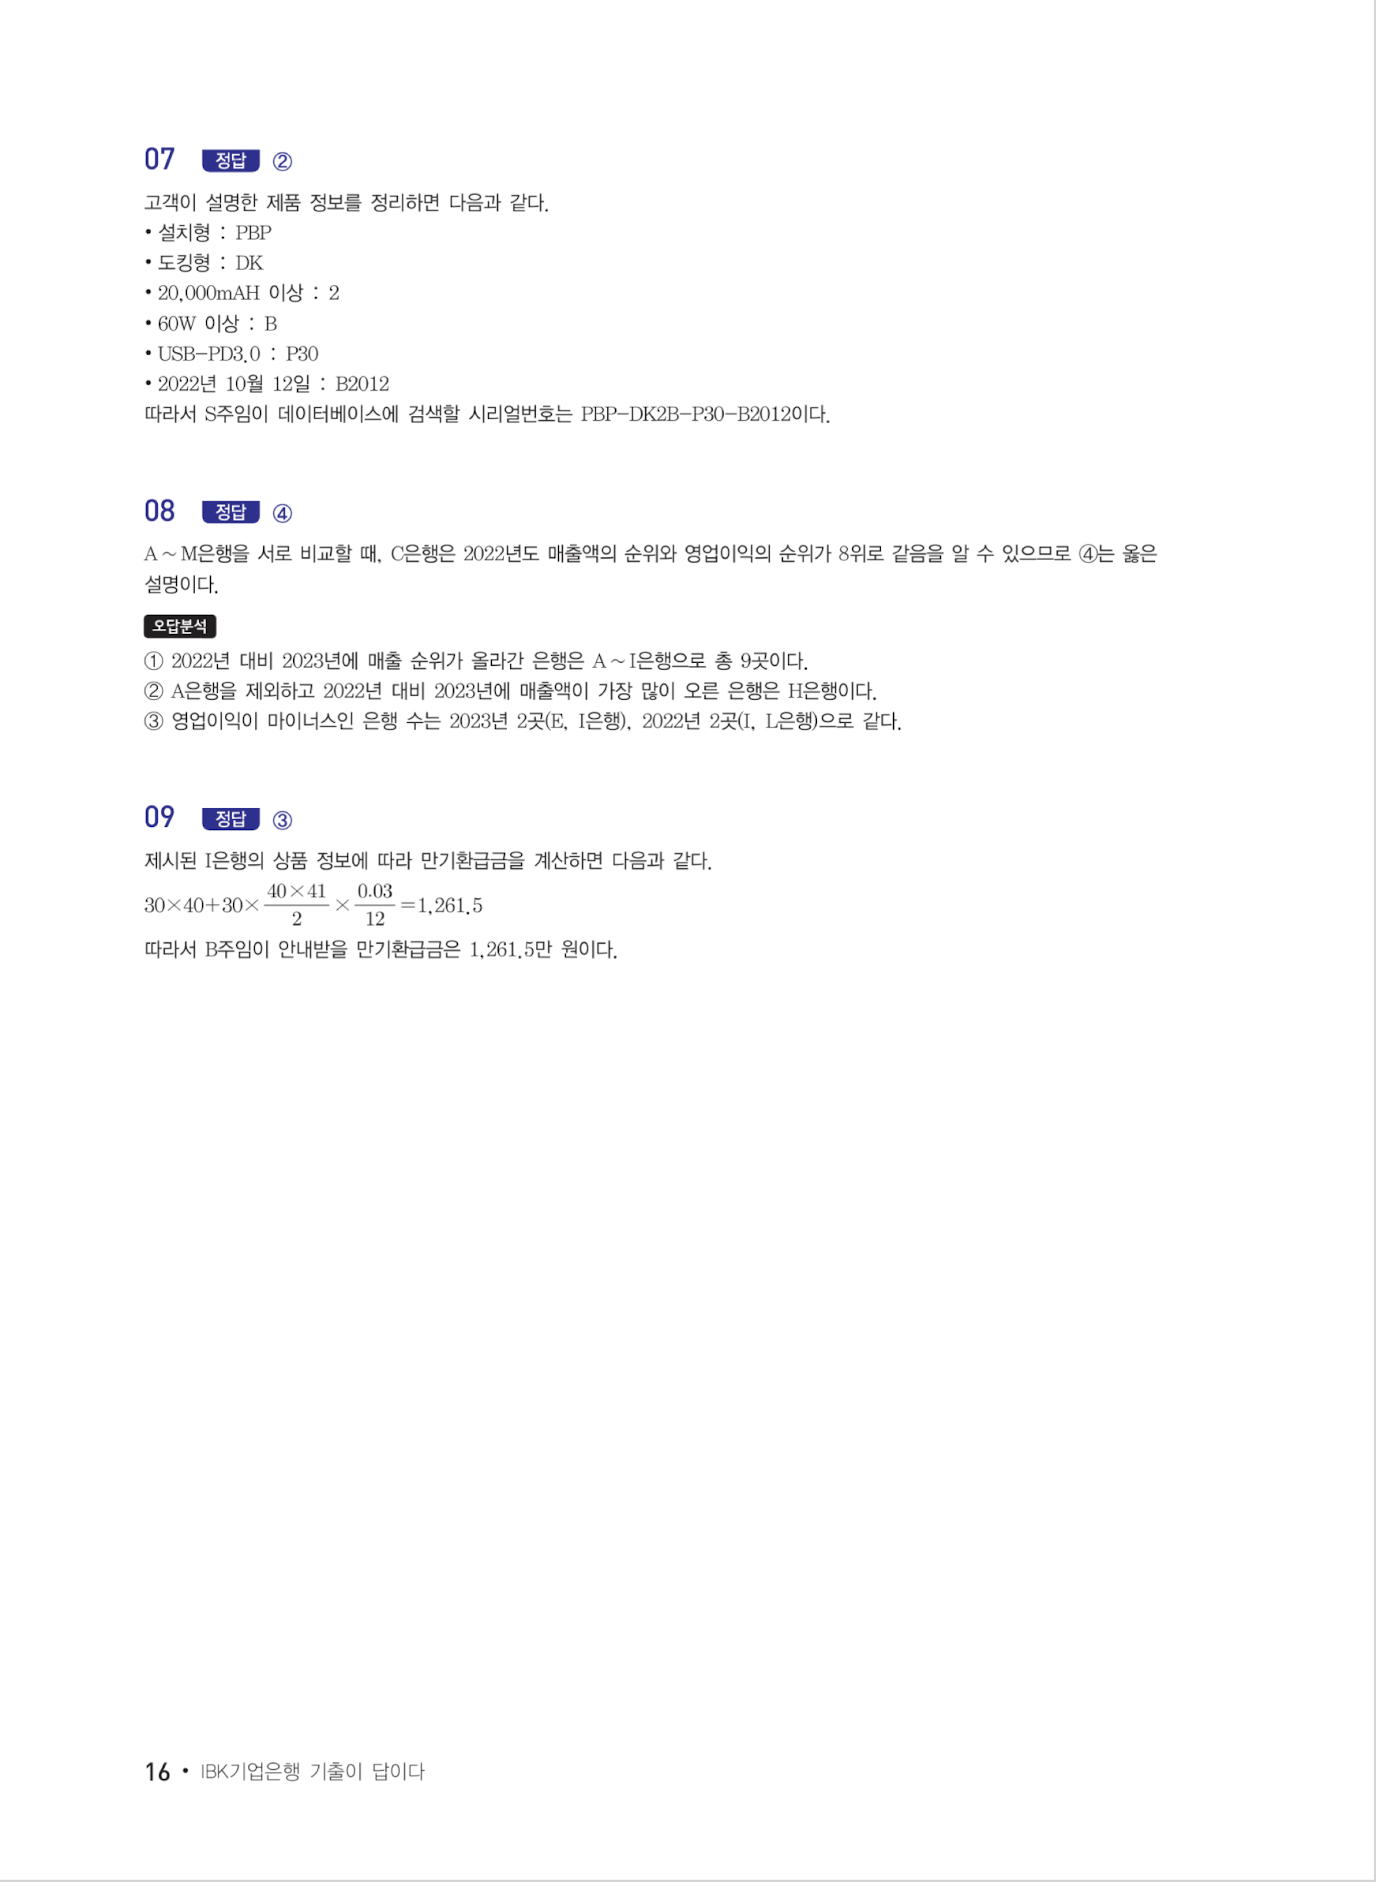 07 정답 ②
고객이 설명한 제품 정보를 정리하면 다음과 같다.
• 설치형 : PBP
• 도킹형 : DK
• 20,000mAH 이상 : 2
• 60W 이상 : B
• USB-PD3.0 : P30
• 2022년 10월 12일 : B2012
따라서 S주임이 데이터베이스에 검색할 시리얼번호는 PBP-DK2B-P30-B2012이다.
08 정답 ④
A ~ M은행을 서로 비교할 때, C은행은 2022년도 매출액의 순위와 영업이익의 순위가 8위로 같음을 알 수 있으므로 ④는 옳은
설명이다.
오답분석
① 2022년 대비 2023년에 매출 순위가 올라간 은행은 A ~ I은행으로 총 9곳이다.
② A은행을 제외하고 2022년 대비 2023년에 매출액이 가장 많이 오른 은행은 H은행이다.
③ 영업이익이 마이너스인 은행 수는 2023년 2곳(E, I은행), 2022년 2곳(I, L은행)으로 같다.
09 정답 ③
제시된 I은행의 상품 정보에 따라 만기환급금을 계산하면 다음과 같다.
30×40+30× 40×41/2 × 0.03/12 =1,261.5
따라서 B주임이 안내받을 만기환급금은 1,261.5만 원이다.
16 • IBK기업은행 기출이 답이다